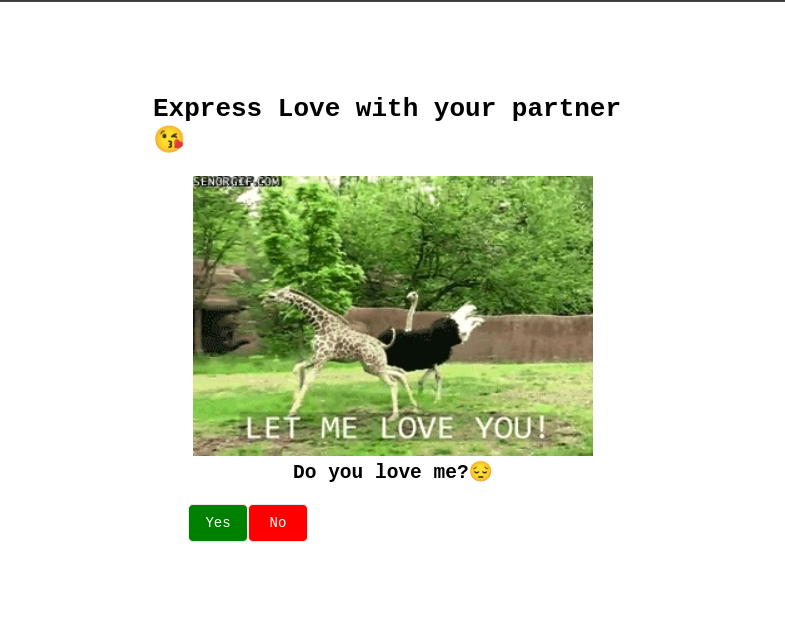 Express Love with your partner
😘
SENORGIF.COM
LET ME LOVE YOU!
Do you love me?😔
Yes No